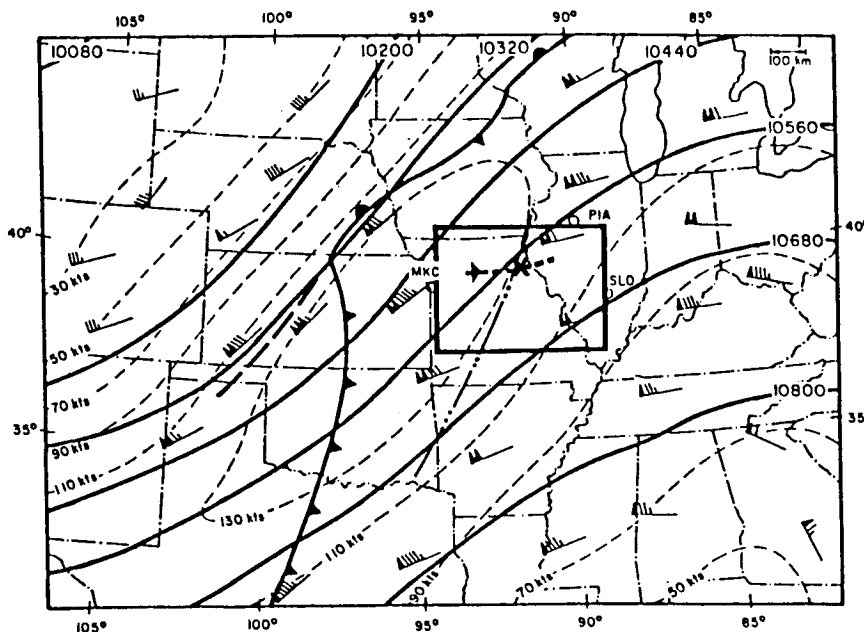 105° 100° 95° 90° 85°
10080 10200 10320 10440
100 km
10560
40° 40°
PIA
10680
MKC
SLO
30 kts
50 kts
70 kts
10800
35° 35°
90 kts
110 kts
130 kts
110 kts
90 kts
70 kts
50 kts
105° 100° 95° 90° 85°